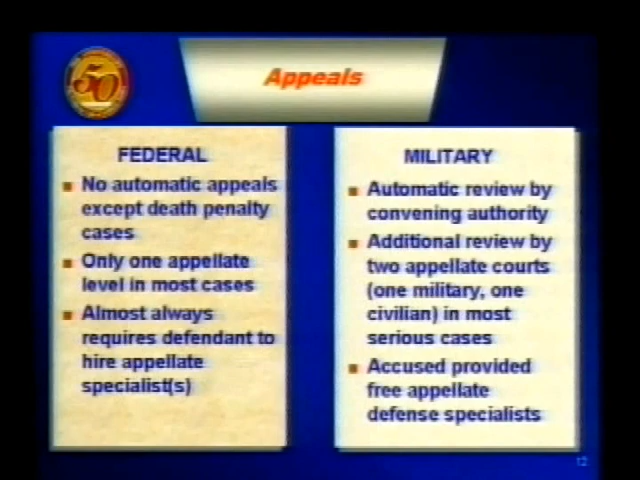 50
Appeals
FEDERAL
■ No automatic appeals
except death penalty
cases
■ Only one appellate
level in most cases
■ Almost always
requires defendant to
hire appellate
specialist(s)
MILITARY
■ Automatic review by
convening authority
■ Additional review by
two appellate courts
(one military, one
civilian) in most
serious cases
■ Accused provided
free appellate
defense specialists
12